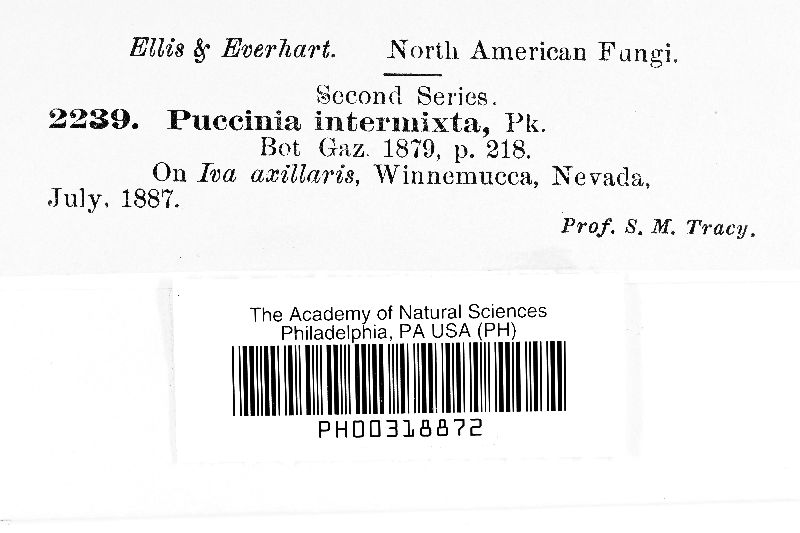 Ellis & Everhart. North American Fungi.
Second Series.
2239. Puccinia intermixta, Pk.
Bot Gaz. 1879, p. 218.
On Iva axillaris, Winnemucca, Nevada,
July. 1887.
Prof. S. M. Tracy.
The Academy of Natural Sciences
Philadelphia, PA USA (PH)
PH00318872